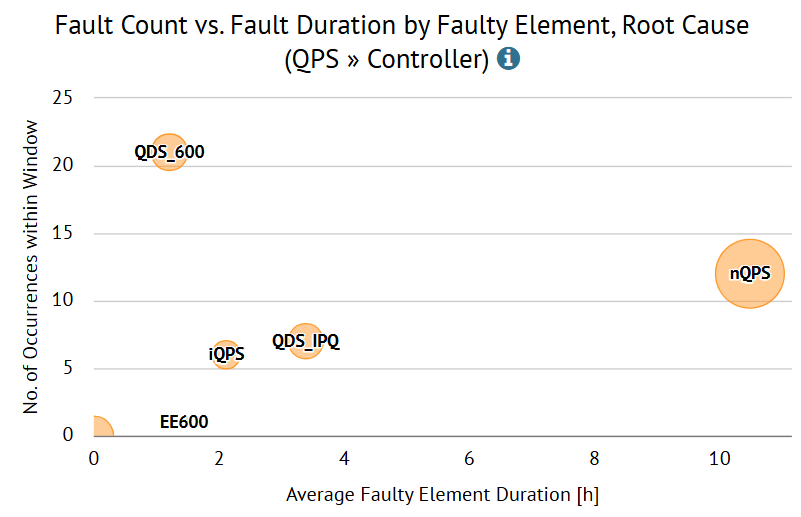 Fault Count vs. Fault Duration by Faulty Element, Root Cause
(QPS » Controller) i
No. of Occurrences within Window
25
20
15
10
5
0
QDS_600
nQPS
QDS_IPQ
iQPS
EE600
0 2 4 6 8 10
Average Faulty Element Duration [h]